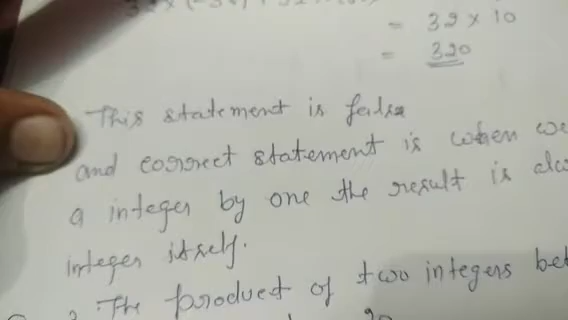 = 32 × 10
= 320
This statement is false
and correct statement is when we
a integer by one the result is
integer itself.
The product of two integers